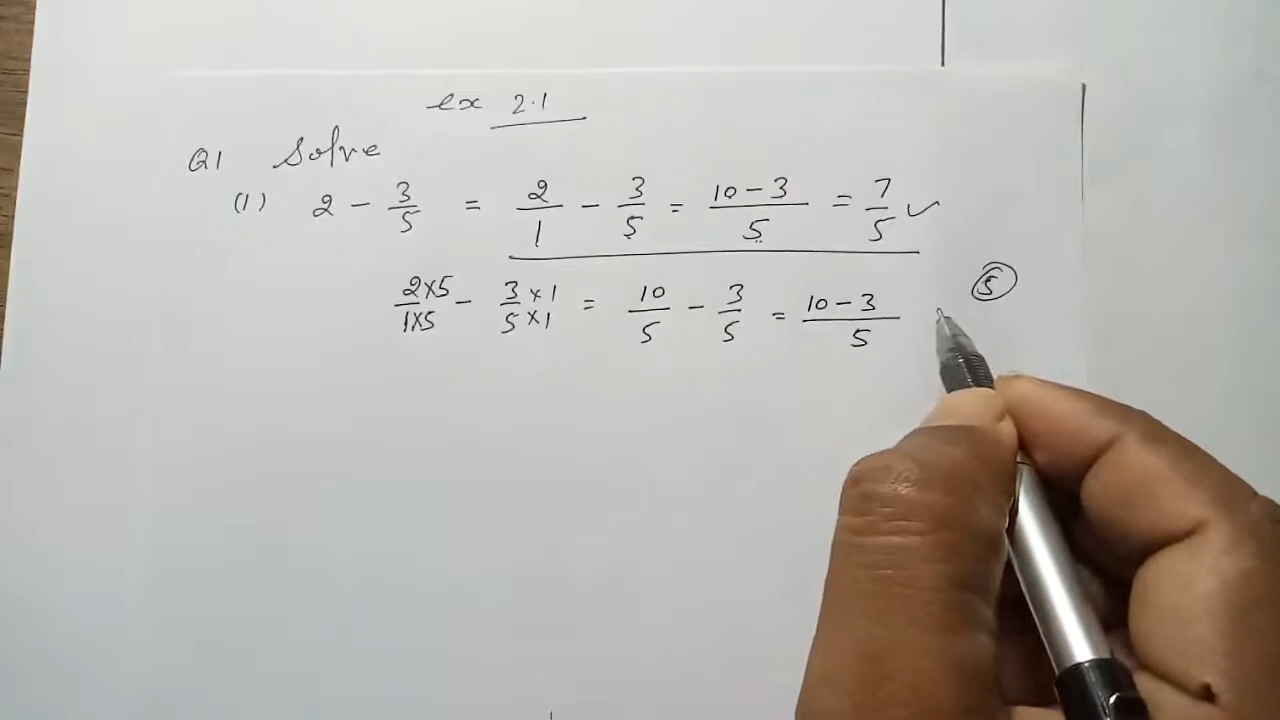 ex 2.1
Q1 Solve
(1) 2 - 3/5 = 2/1 - 3/5 = 10-3/5 = 7/5 ✓
2×5/1×5 - 3×1/5×1 = 10/5 - 3/5 = 10-3/5
5